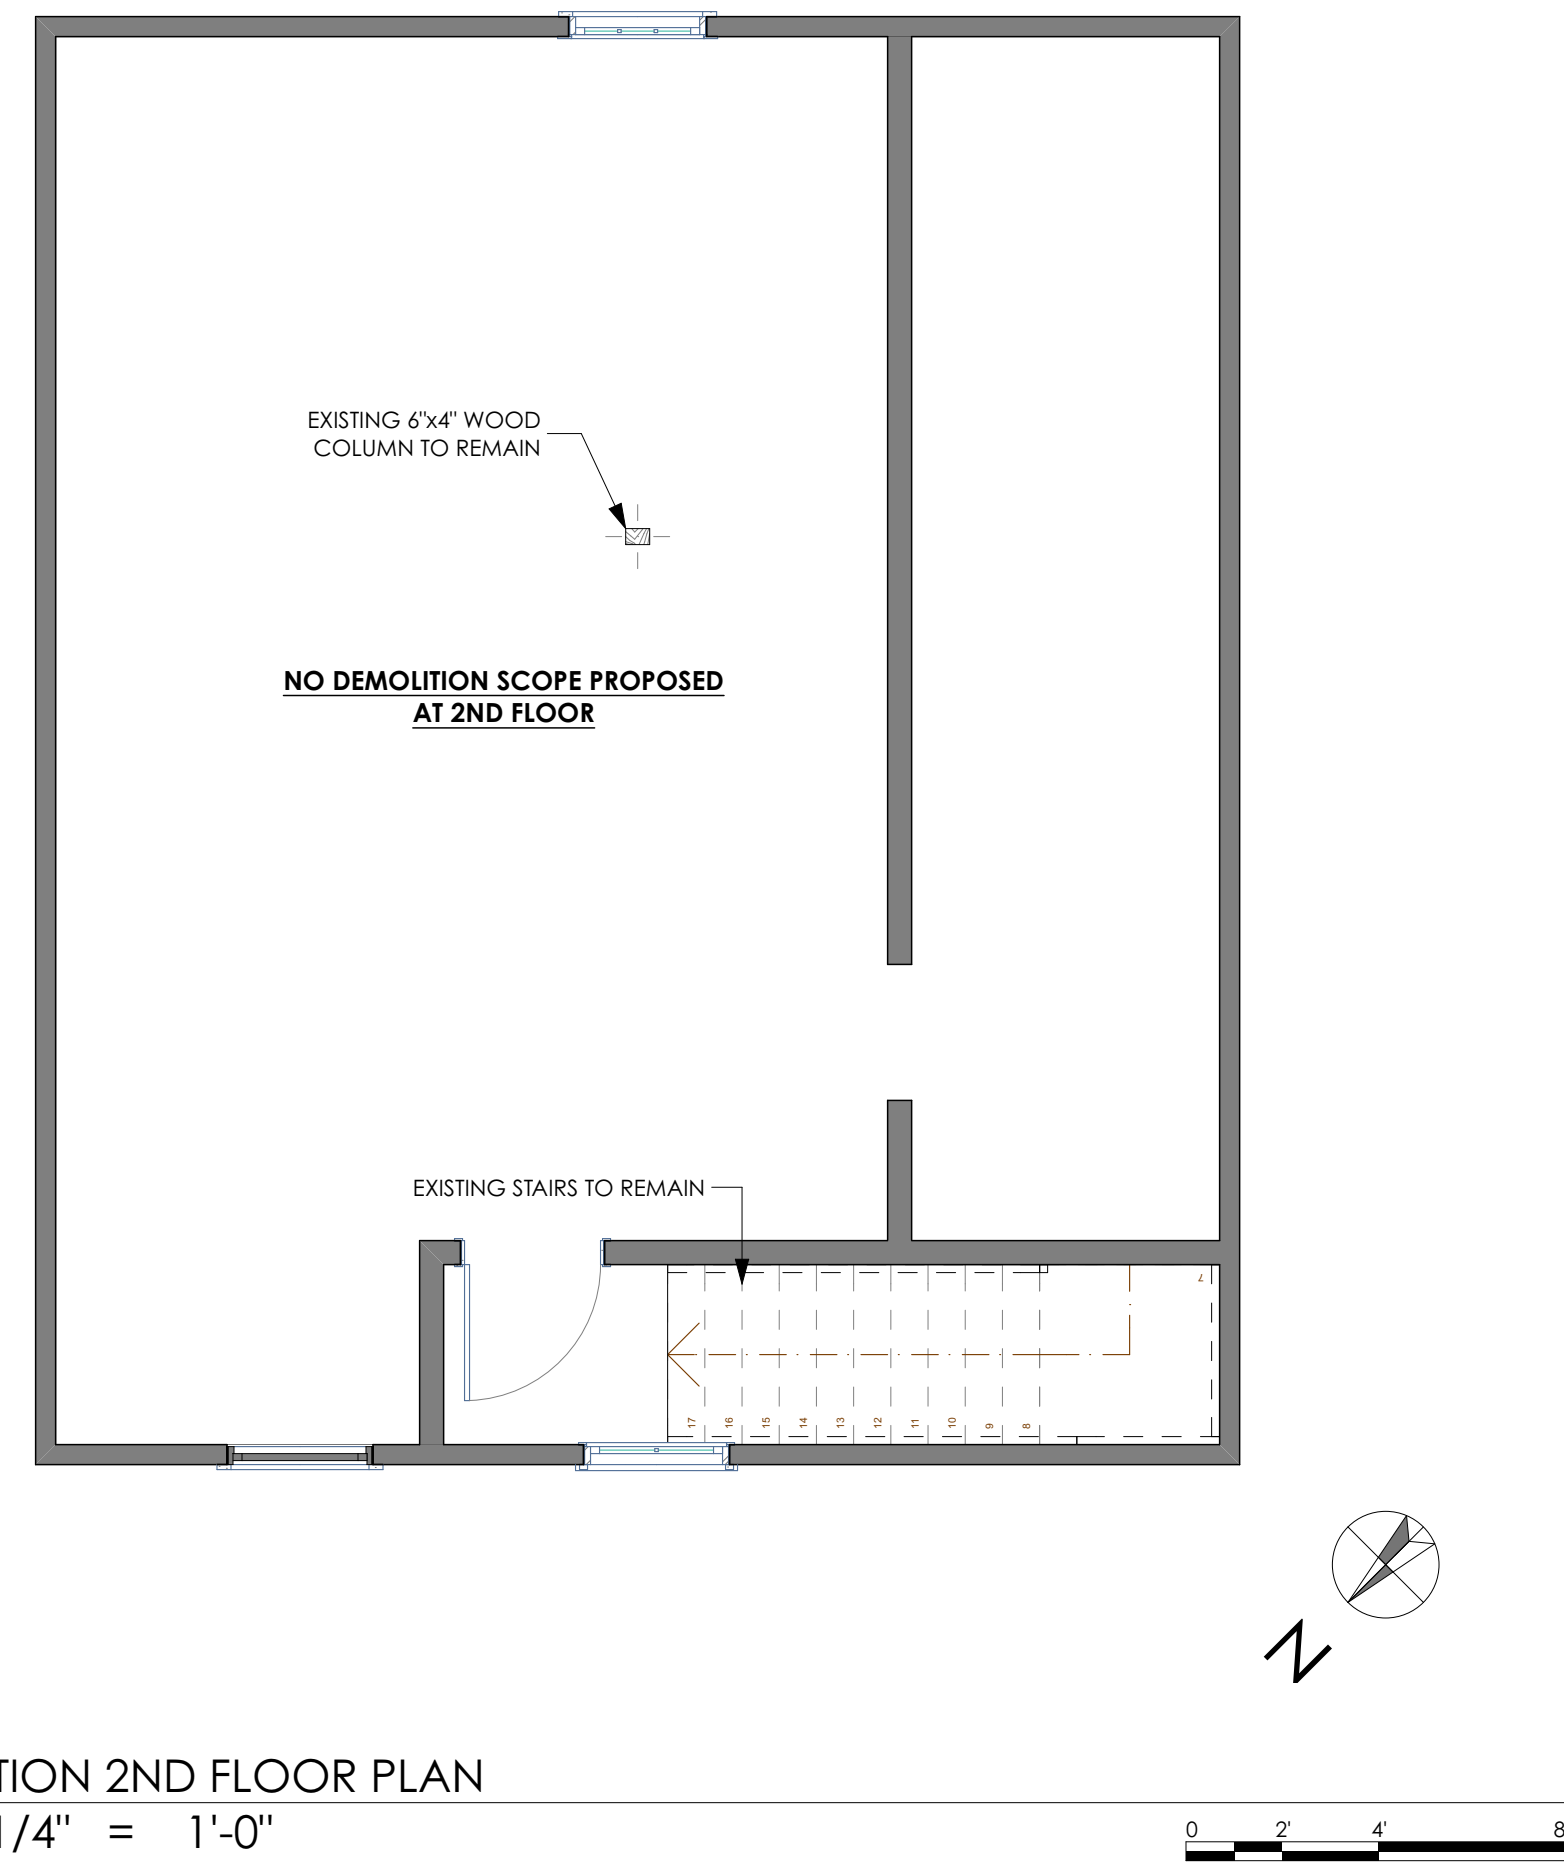 EXISTING 6"x4" WOOD
COLUMN TO REMAIN
NO DEMOLITION SCOPE PROPOSED
AT 2ND FLOOR
EXISTING STAIRS TO REMAIN
7
17 16 15 14 13 12 11 10 9 8
N
TION 2ND FLOOR PLAN
1/4" = 1'-0"
0 2' 4' 8